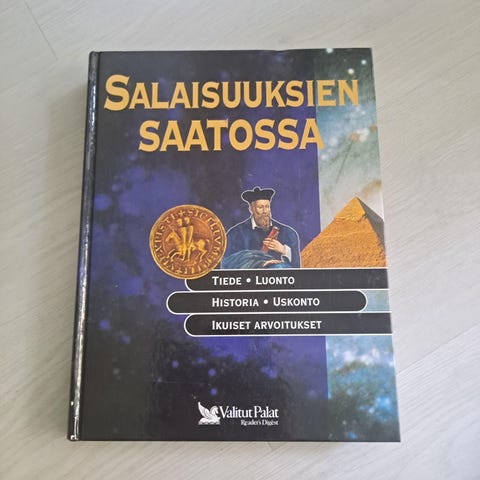 SALAISUUKSIEN
SAATOSSA
TIEDE • LUONTO
HISTORIA • USKONTO
IKUISET ARVOITUKSET
Valitut Palat
Reader's Digest